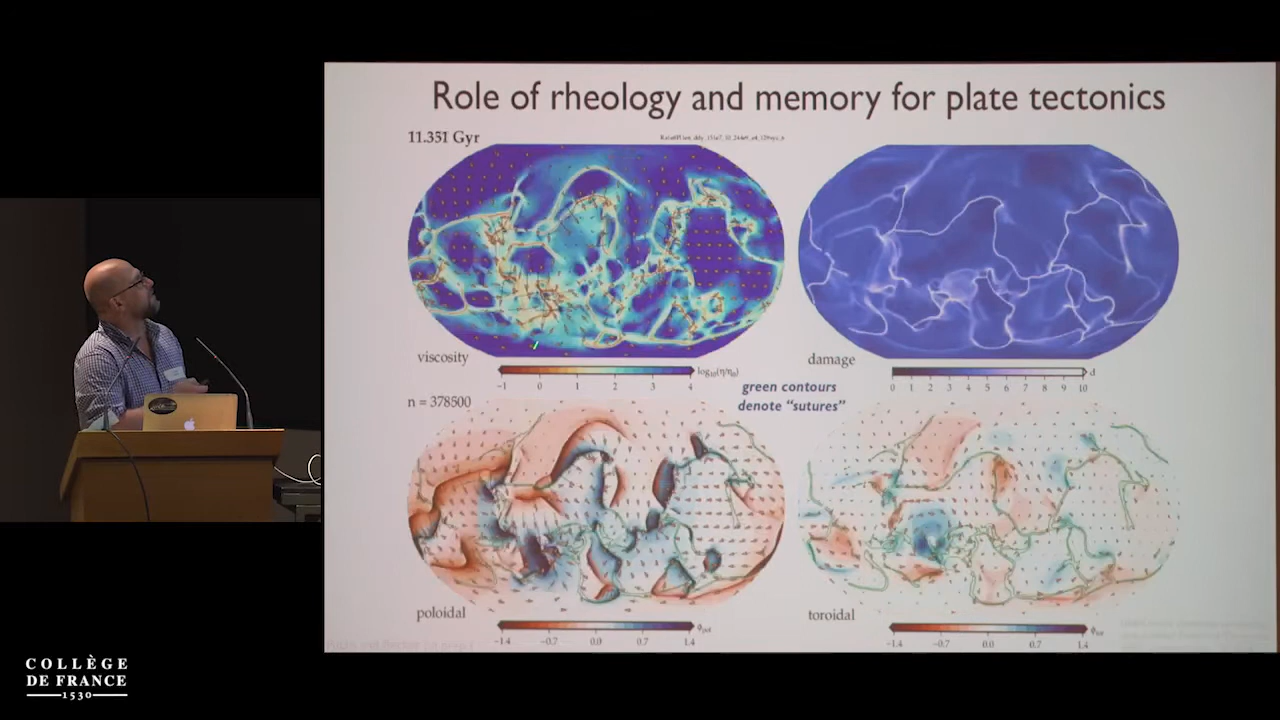 Role of rheology and memory for plate tectonics
11.351 Gyr
viscosity
-1 0 1 2 3 4
log₁₀(η/η₀)
damage
0 1 2 3 4 5 6 7 8 9 10
d
green contours
denote “sutures”
n = 378500
poloidal
-1.4 -0.7 0.0 0.7 1.4
toroidal
-1.4 -0.7 0.0 0.7 1.4
COLLÈGE
DE FRANCE
1530